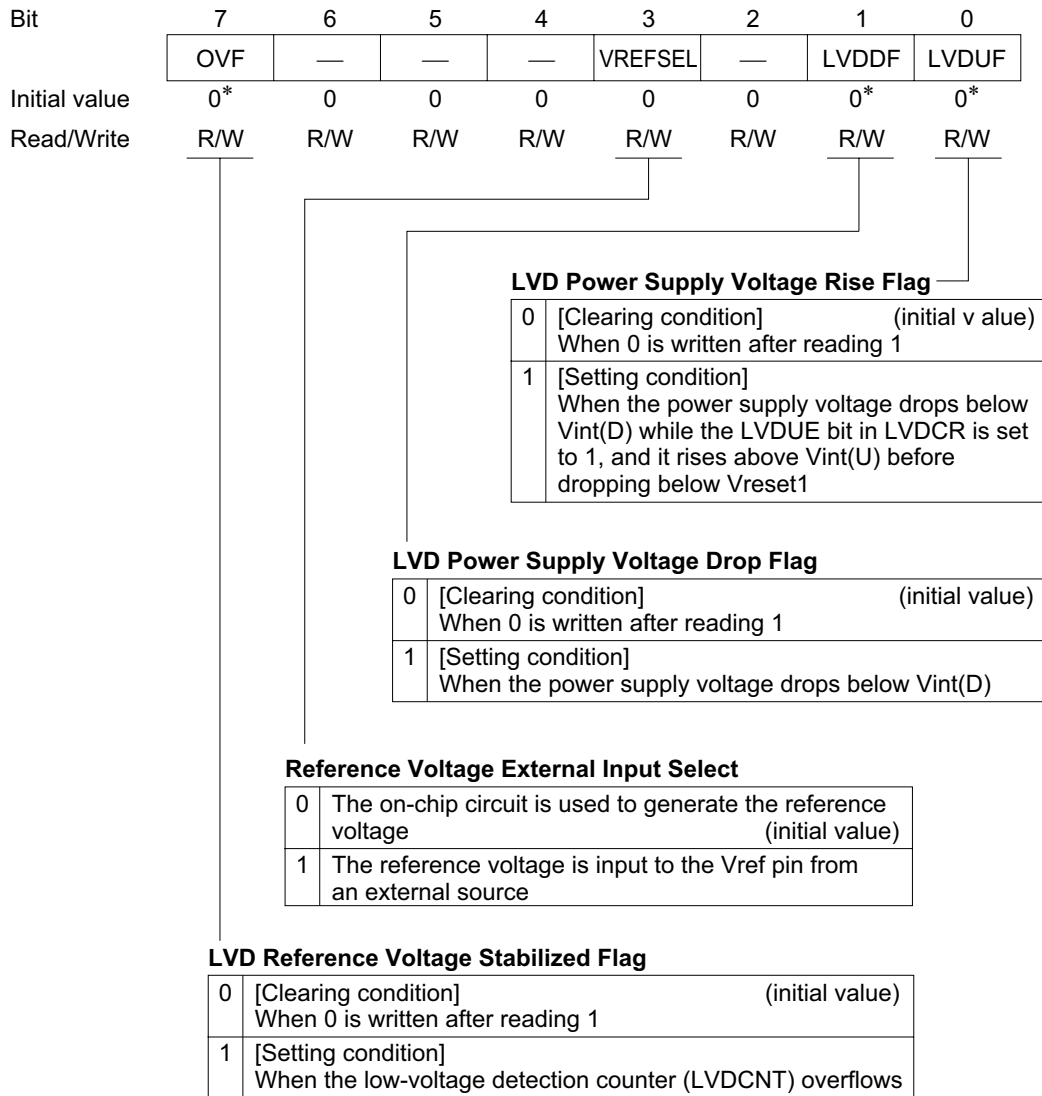 Bit 7 6 5 4 3 2 1 0
OVF — — — VREFSEL — LVDDF LVDUF
Initial value 0* 0 0 0 0 0 0* 0*
Read/Write R/W R/W R/W R/W R/W R/W R/W R/W
LVD Power Supply Voltage Rise Flag
0 [Clearing condition] (initial v alue)
When 0 is written after reading 1
1 [Setting condition]
When the power supply voltage drops below
Vint(D) while the LVDUE bit in LVDCR is set
to 1, and it rises above Vint(U) before
dropping below Vreset1
LVD Power Supply Voltage Drop Flag
0 [Clearing condition] (initial value)
When 0 is written after reading 1
1 [Setting condition]
When the power supply voltage drops below Vint(D)
Reference Voltage External Input Select
0 The on-chip circuit is used to generate the reference
voltage (initial value)
1 The reference voltage is input to the Vref pin from
an external source
LVD Reference Voltage Stabilized Flag
0 [Clearing condition] (initial value)
When 0 is written after reading 1
1 [Setting condition]
When the low-voltage detection counter (LVDCNT) overflows